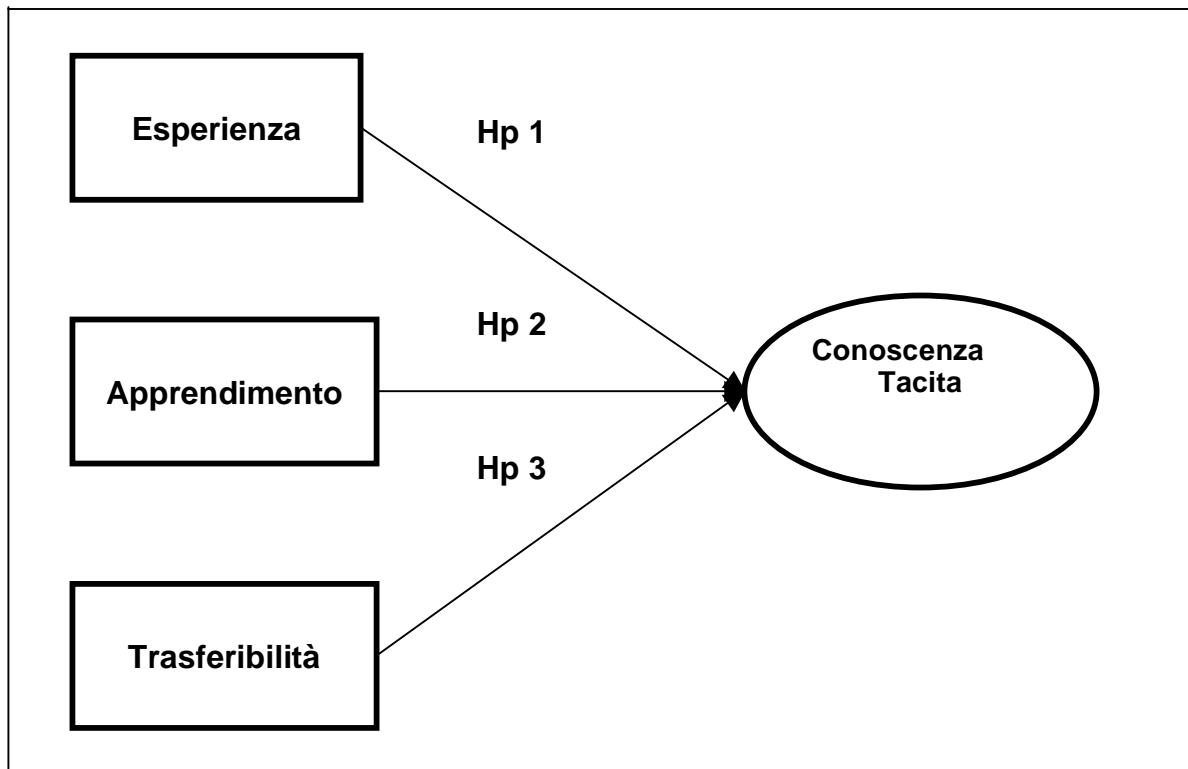 Esperienza
Hp 1
Hp 2
Apprendimento
Conoscenza
Tacita
Hp 3
Trasferibilità